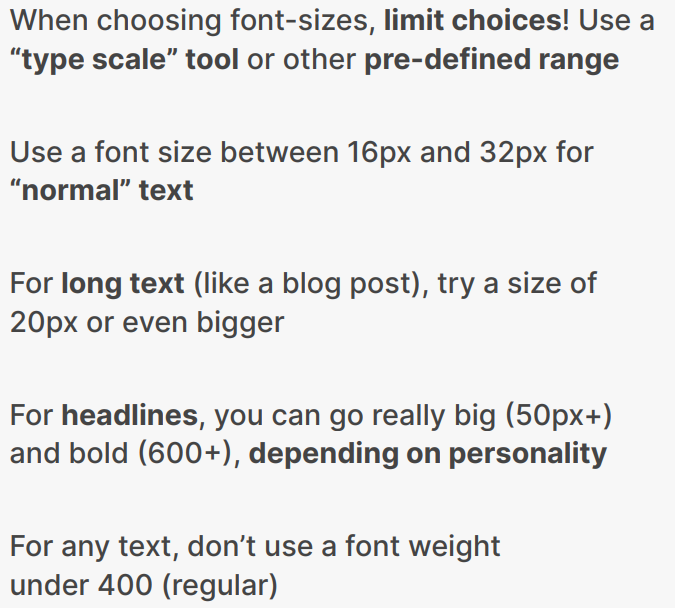 When choosing font-sizes, limit choices! Use a
“type scale” tool or other pre-defined range
Use a font size between 16px and 32px for
“normal” text
For long text (like a blog post), try a size of
20px or even bigger
For headlines, you can go really big (50px+)
and bold (600+), depending on personality
For any text, don’t use a font weight
under 400 (regular)